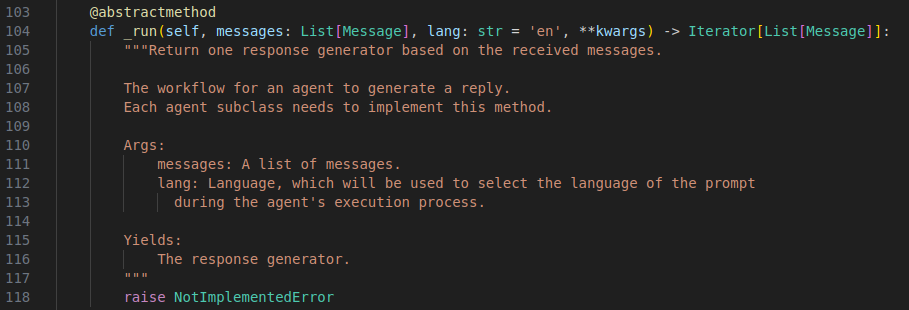 103 @abstractmethod
104 def _run(self, messages: List[Message], lang: str = 'en', **kwargs) -> Iterator[List[Message]]:
105 """Return one response generator based on the received messages.
106
107 The workflow for an agent to generate a reply.
108 Each agent subclass needs to implement this method.
109
110 Args:
111 messages: A list of messages.
112 lang: Language, which will be used to select the language of the prompt
113 during the agent's execution process.
114
115 Yields:
116 The response generator.
117 """
118 raise NotImplementedError